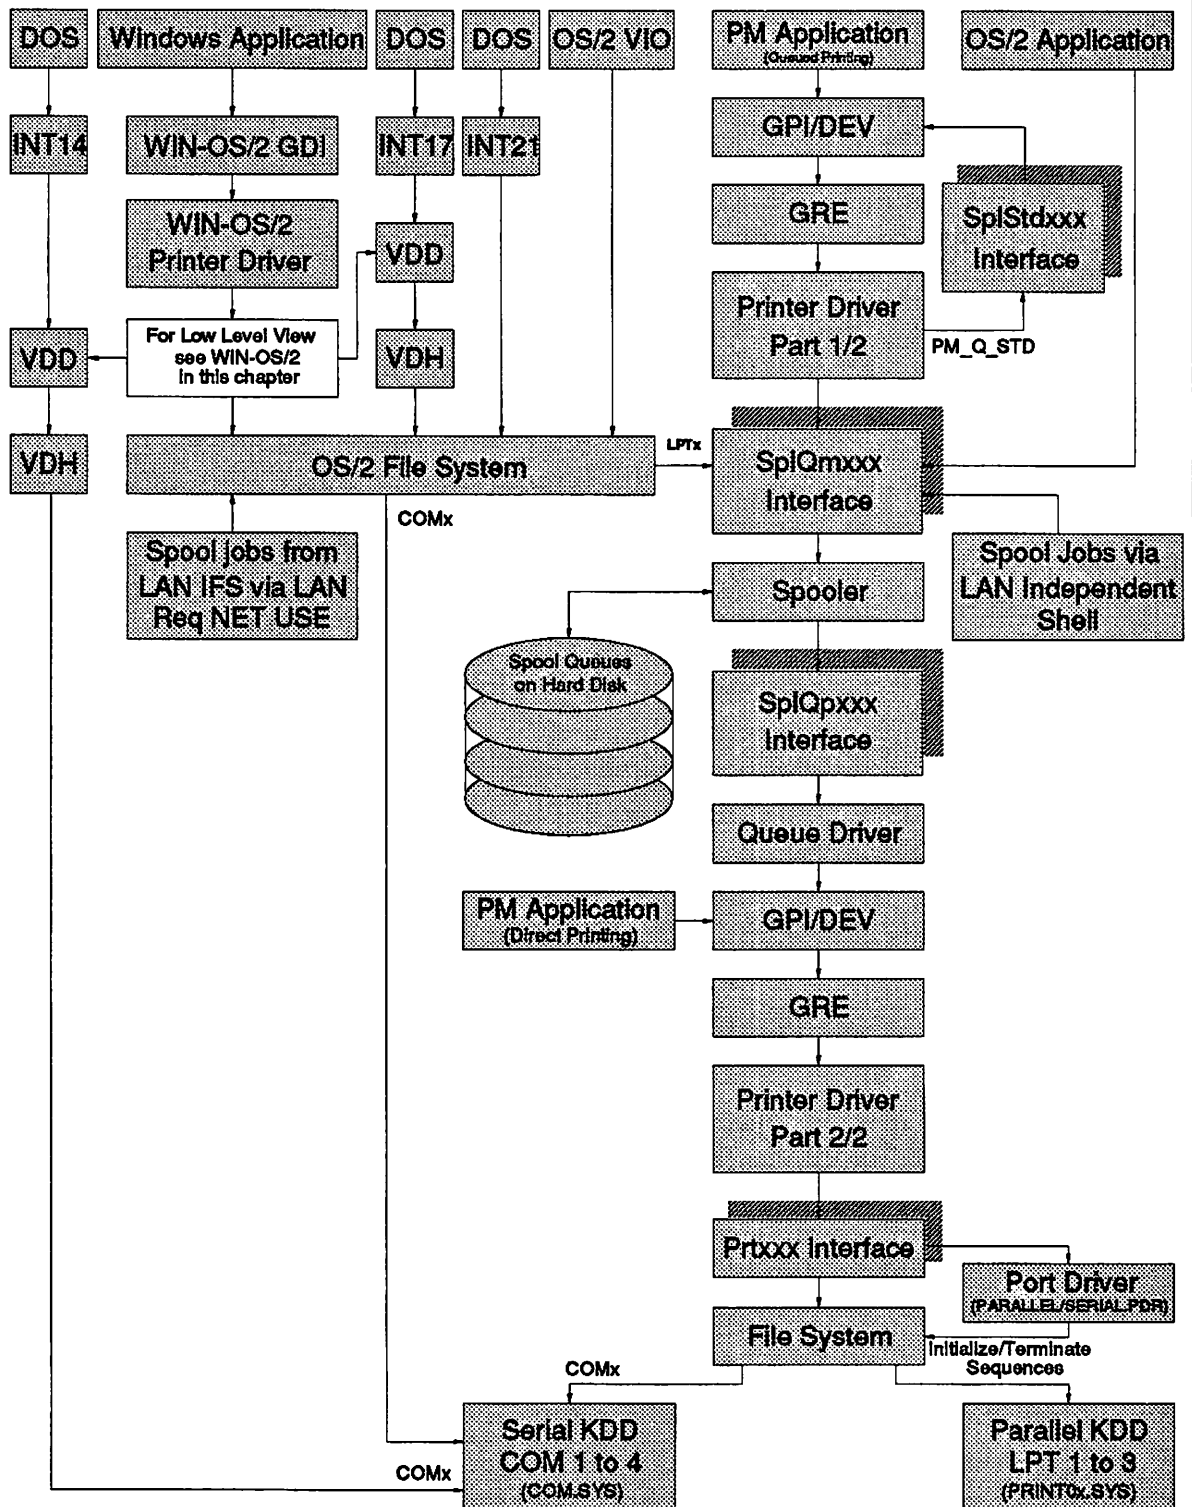 DOS
Windows Application
DOS
DOS
OS/2 VIO
PM Application
(Queued Printing)
OS/2 Application
INT14
WIN-OS/2 GDI
INT17
INT21
GPI/DEV
WIN-OS/2
Printer Driver
VDD
GRE
SplStdxxx
Interface
VDD
For Low Level View
see WIN-OS/2
in this chapter
VDH
Printer Driver
Part 1/2
PM_Q_STD
VDH
OS/2 File System
LPTx
SplQmxxx
Interface
COMx
Spool jobs from
LAN IFS via LAN
Req NET USE
Spooler
Spool Jobs via
LAN Independent
Shell
Spool Queues
on Hard Disk
SplQpxxx
Interface
Queue Driver
PM Application
(Direct Printing)
GPI/DEV
GRE
Printer Driver
Part 2/2
Prtxxx Interface
Port Driver
(PARALLEL/SERIAL.PDR)
File System
Initialize/Terminate
Sequences
COMx
Serial KDD
COM 1 to 4
(COM.SYS)
COMx
Parallel KDD
LPT 1 to 3
(PRINT0x.SYS)